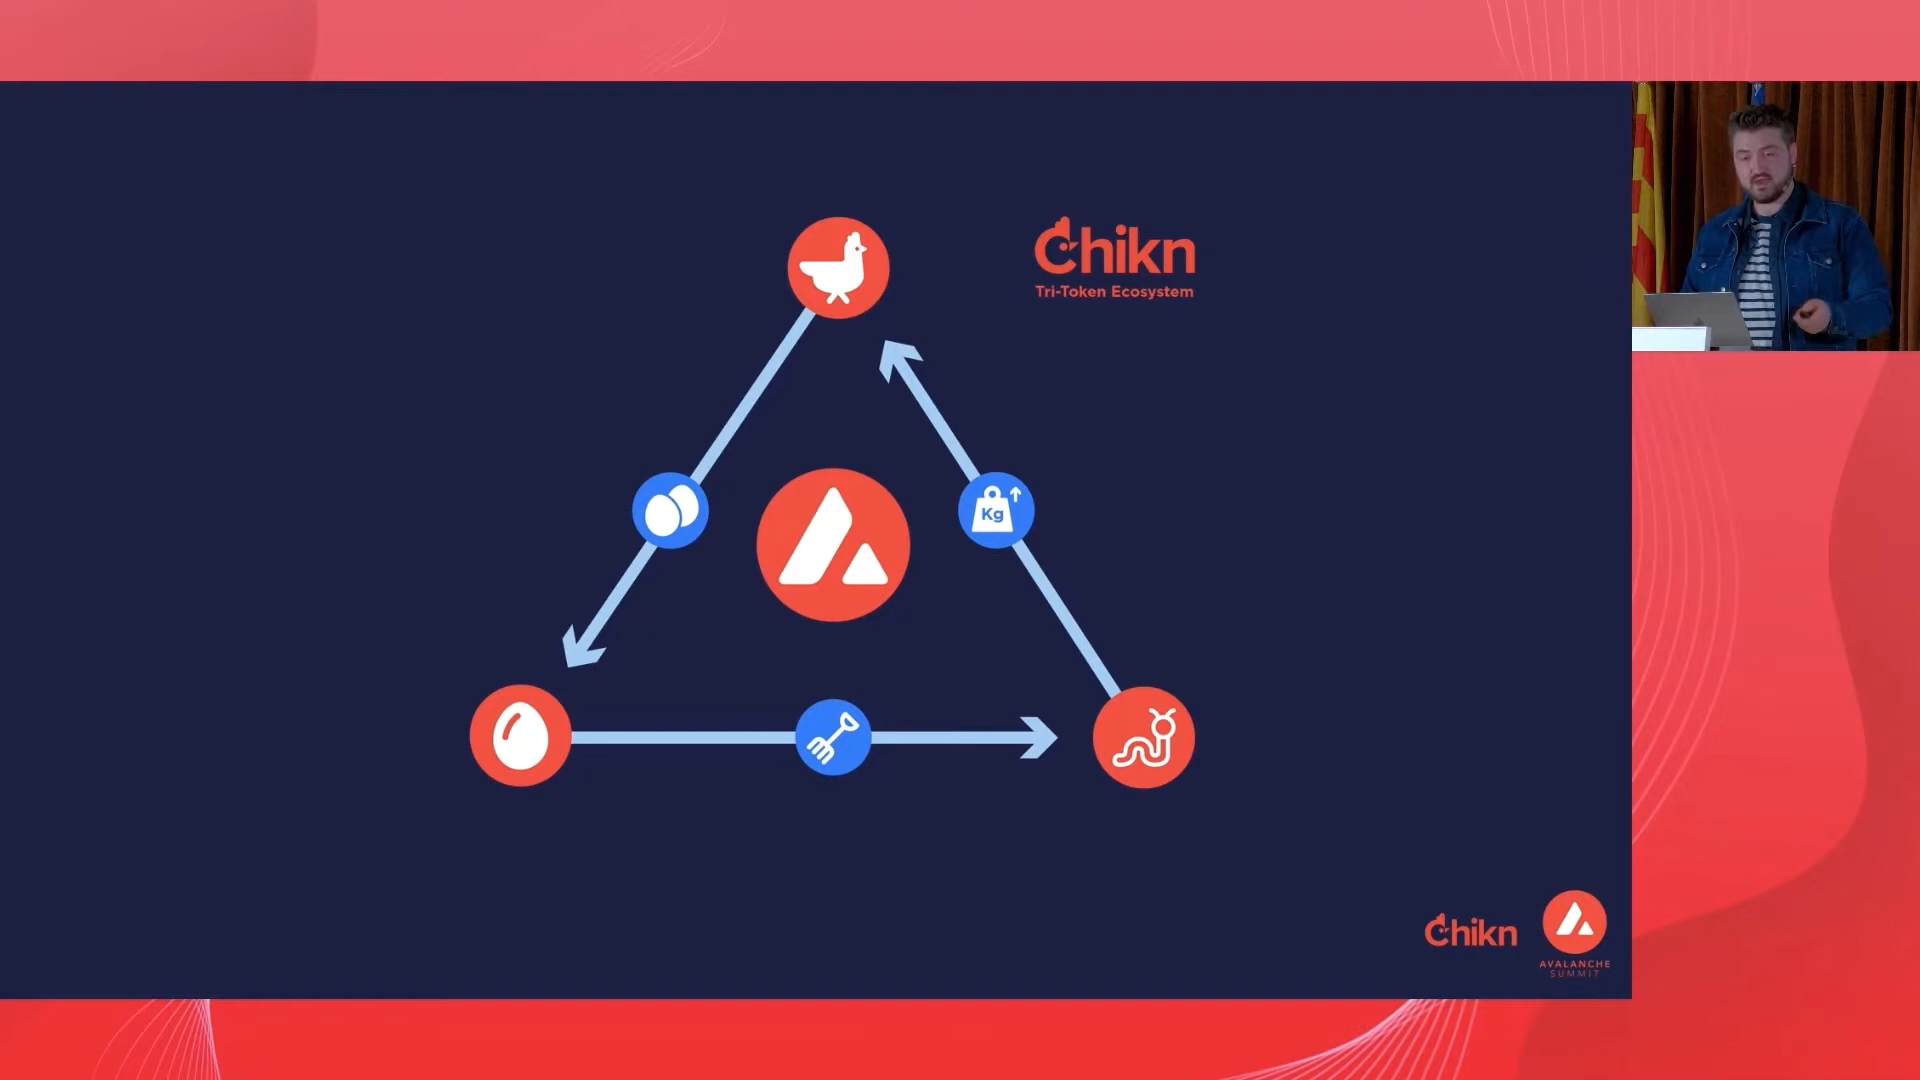 Chikn
Tri-Token Ecosystem
Kg
Chikn
AVALANCHE
SUMMIT